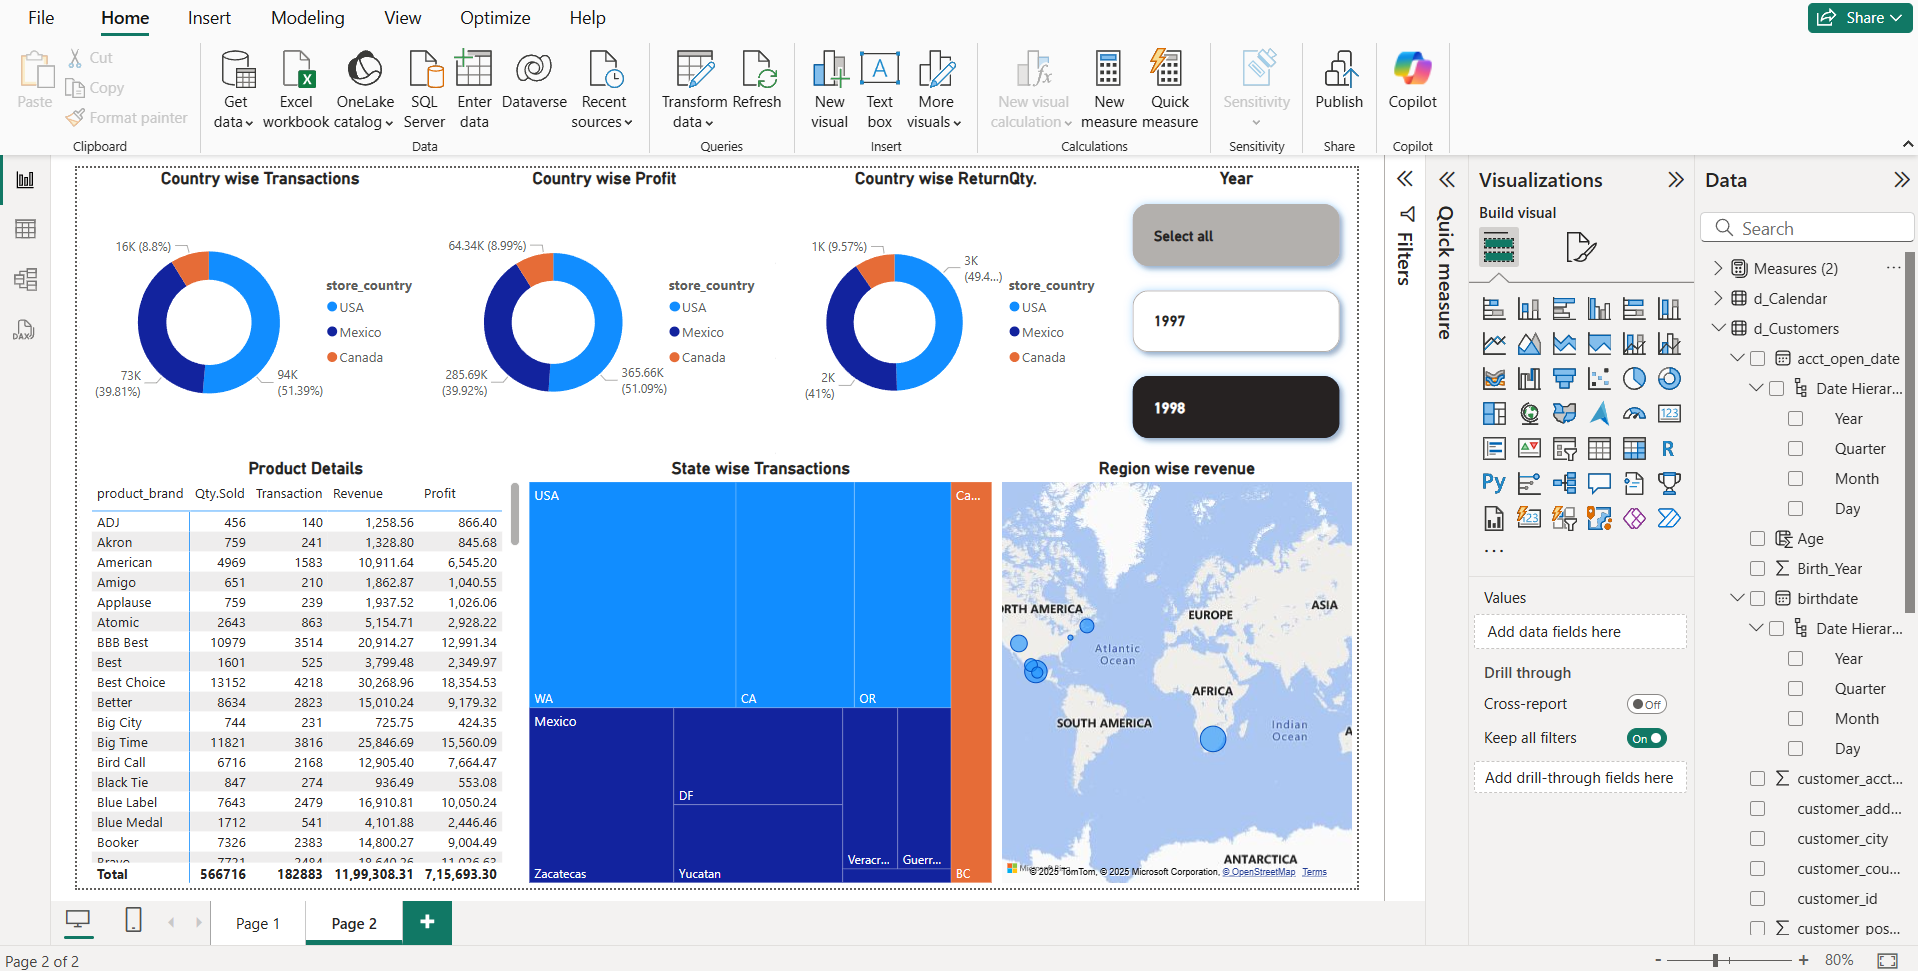 File Home Insert Modeling View Optimize Help Share
Paste Cut
Copy
Format painter
Get data Excel workbook OneLake catalog SQL Server Enter data Dataverse Recent sources Transform data Refresh New visual Text box More visuals New visual calculation New measure Quick measure Sensitivity Publish Copilot
Clipboard Data Queries Insert Calculations Sensitivity Share Copilot
Country wise Transactions
16K (8.8%)
73K (39.81%)
94K (51.39%)
store_country
USA
Mexico
Canada
Country wise Profit
64.34K (8.99%)
285.69K (39.92%)
365.66K (51.09%)
store_country
USA
Mexico
Canada
Country wise ReturnQty.
1K (9.57%)
3K (49.4...)
2K (41%)
store_country
USA
Mexico
Canada
Year
Select all
1997
1998
Product Details
product_brand Qty.Sold Transaction Revenue Profit
ADJ 456 140 1,258.56 866.40
Akron 759 241 1,328.80 845.68
American 4969 1583 10,911.64 6,545.20
Amigo 651 210 1,862.87 1,040.55
Applause 759 239 1,937.52 1,026.06
Atomic 2643 863 5,154.71 2,928.22
BBB Best 10979 3514 20,914.27 12,991.34
Best 1601 525 3,799.48 2,349.97
Best Choice 13152 4218 30,268.96 18,354.53
Better 8634 2823 15,010.24 9,179.32
Big City 744 231 725.75 424.35
Big Time 11821 3816 25,846.69 15,560.09
Bird Call 6716 2168 12,905.40 7,664.47
Black Tie 847 274 936.49 553.08
Blue Label 7643 2479 16,910.81 10,050.24
Blue Medal 1712 541 4,101.88 2,446.46
Booker 7326 2383 14,800.27 9,004.49
Bravo 7721 2484 18,640.26 11,026.63
Total 566716 182883 11,99,308.31 7,15,693.30
State wise Transactions
USA Ca...
WA CA OR
Mexico
DF
Zacatecas Yucatan Veracr... Guerr... BC
Region wise revenue
RTH AMERICA
EUROPE
ASIA
Atlantic
Ocean
AFRICA
SOUTH AMERICA
Indian
Ocean
A
ANTARCTICA
© 2025 TomTom, © 2025 Microsoft Corporation, © OpenStreetMap Terms
Filters
Quick measure
Visualizations
Build visual
123
R
Py
123
...
Values
Add data fields here
Drill through
Cross-report Off
Keep all filters On
Add drill-through fields here
Data
Search
Measures (2) ...
d_Calendar
d_Customers
acct_open_date
Date Hierar...
Year
Quarter
Month
Day
Age
Birth_Year
birthdate
Date Hierar...
Year
Quarter
Month
Day
customer_acct...
customer_add...
customer_city
customer_cou...
customer_id
customer_pos...
DAX
Page 1 Page 2 +
Page 2 of 2 - + 80%